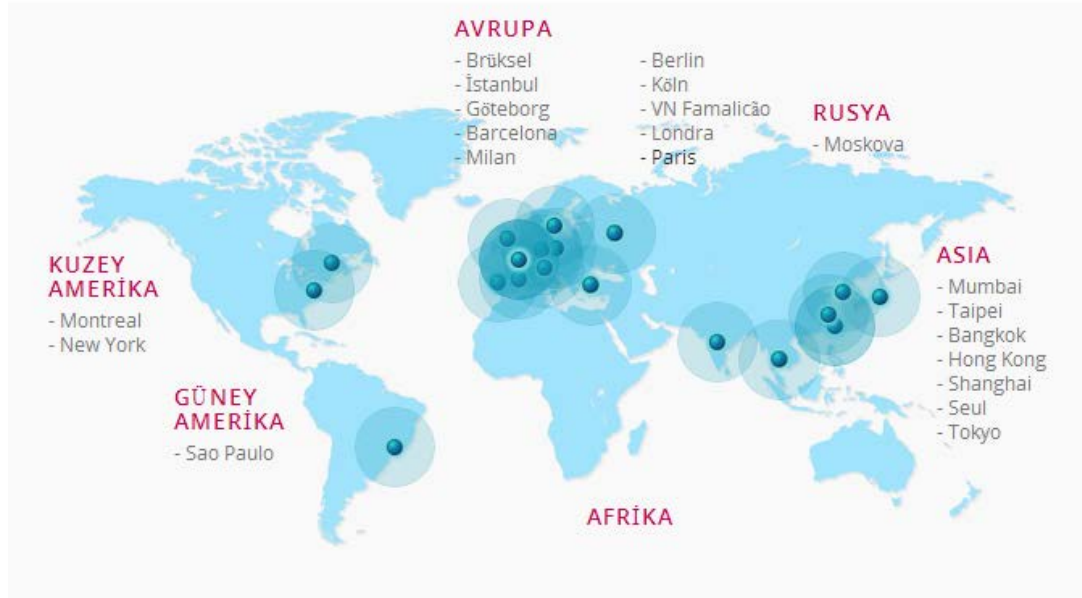 AVRUPA
- Brüksel
- İstanbul
- Göteborg
- Barcelona
- Milan
- Berlin
- Köln
- VN Famalicão
- Londra
- Paris
RUSYA
- Moskova
KUZEY
AMERİKA
- Montreal
- New York
GÜNEY
AMERİKA
- Sao Paulo
AFRİKA
ASIA
- Mumbai
- Taipei
- Bangkok
- Hong Kong
- Shanghai
- Seul
- Tokyo